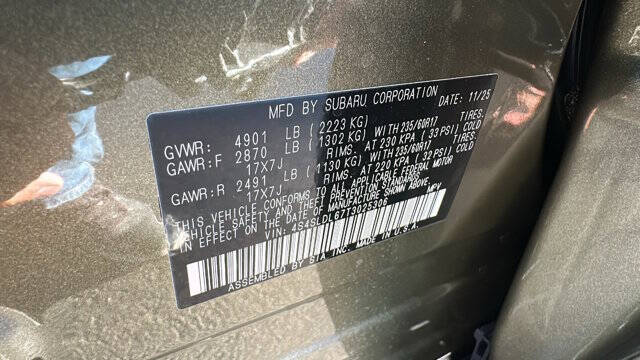 MFD BY SUBARU CORPORATION DATE 11/25
GVWR: 4901 LB (2223 KG)
GAWR:F 2870 LB (1302 KG) WITH 235/60R17 TIRES.
17X7J RIMS. AT 230 KPA (33 PSI) COLD
GAWR:R 2491 LB (1130 KG) WITH 235/60R17 TIRES.
17X7J RIMS. AT 220 KPA (32 PSI) COLD
THIS VEHICLE CONFORMS TO ALL APPLICABLE FEDERAL MOTOR
VEHICLE SAFETY AND THEFT PREVENTION STANDARDS
IN EFFECT ON THE DATE OF MANUFACTURE SHOWN ABOVE.
VIN: 4S4SLDL67T3025306 MPV
ASSEMBLED BY SIA INC. MADE IN U.S.A.